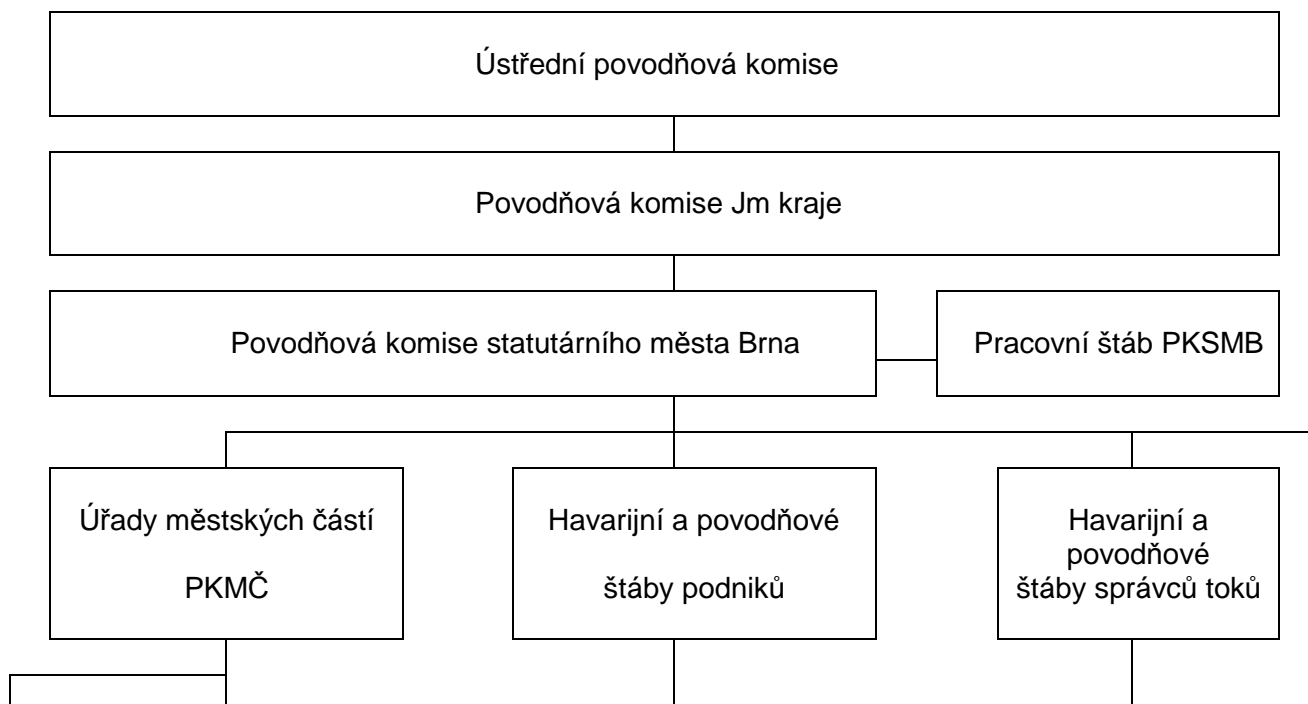 Ústřední povodňová komise
Povodňová komise Jm kraje
Povodňová komise statutárního města Brna
Pracovní štáb PKSMB
Úřady městských částí
PKMČ
Havarijní a povodňové
štáby podniků
Havarijní a
povodňové
štáby správců toků